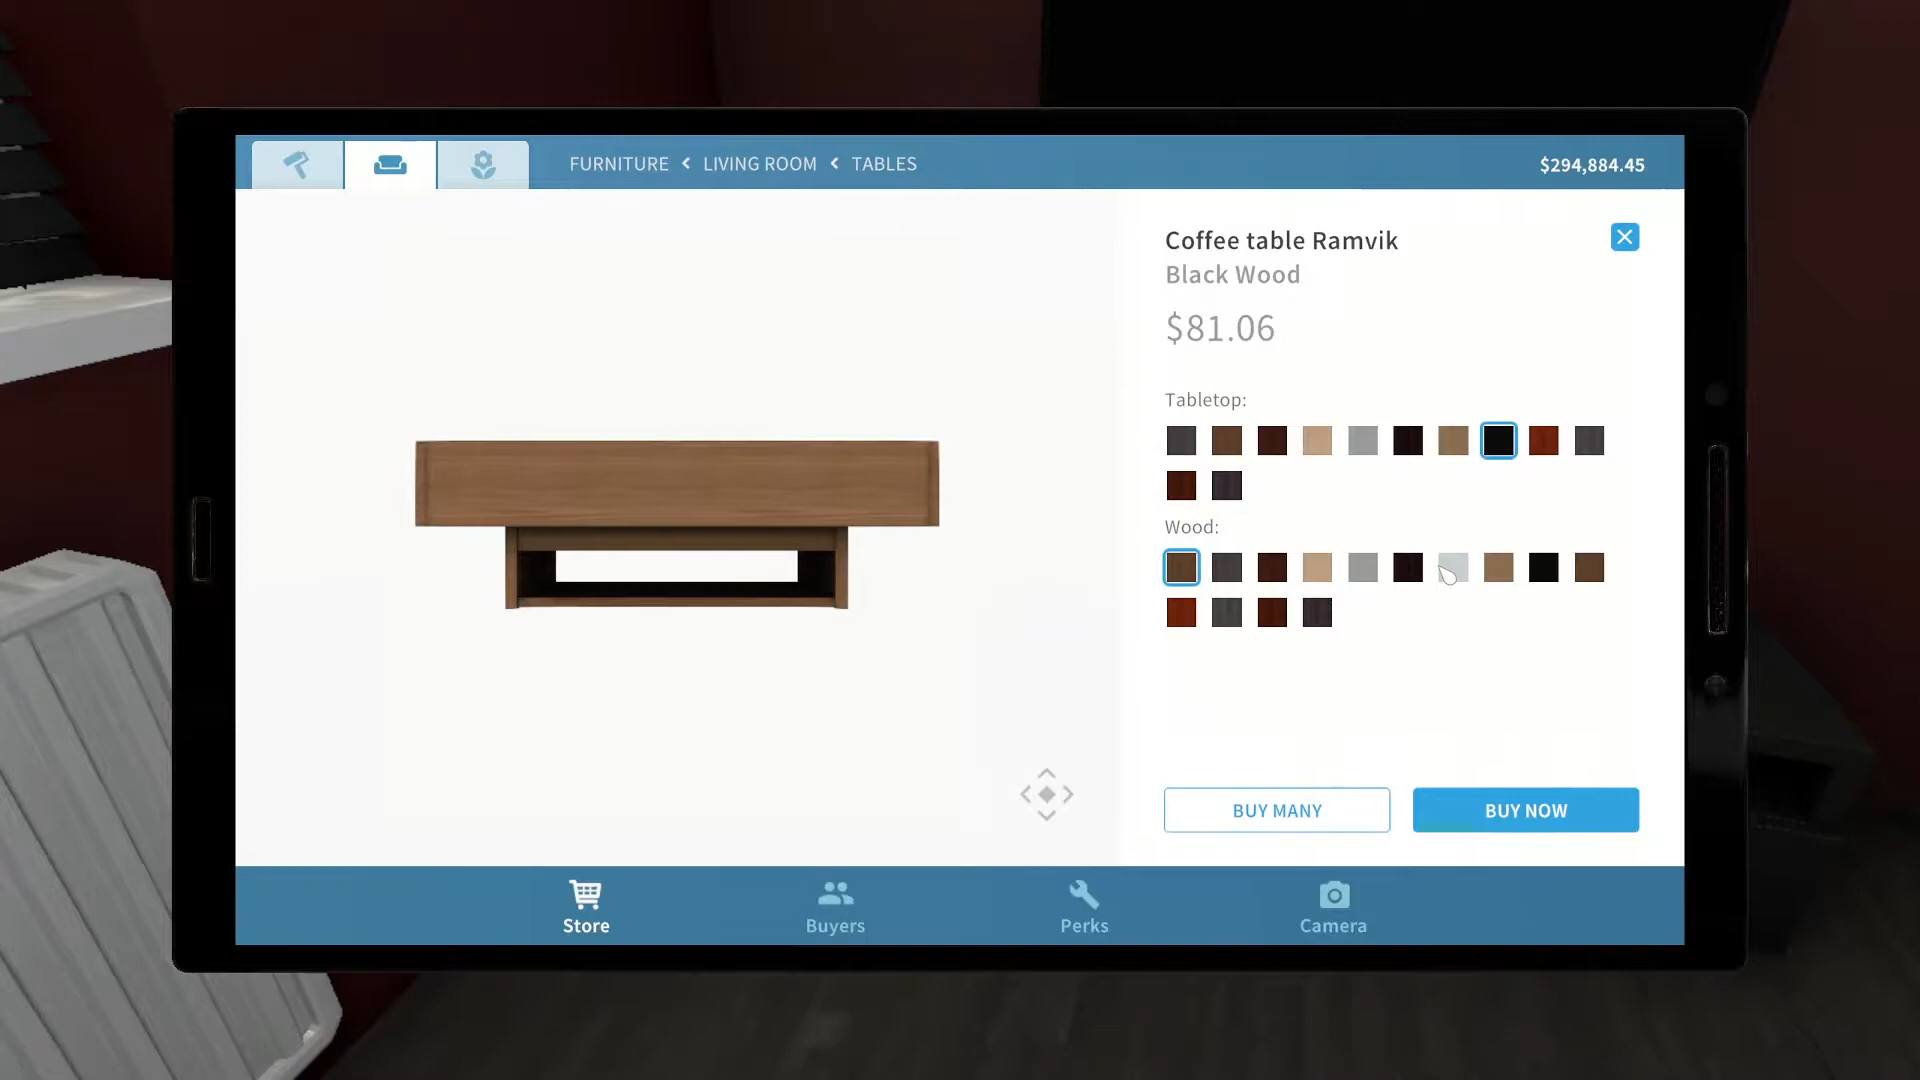 FURNITURE < LIVING ROOM < TABLES
$294,884.45
Coffee table Ramvik
Black Wood
$81.06
Tabletop:
Wood:
BUY MANY
BUY NOW
Store
Buyers
Perks
Camera